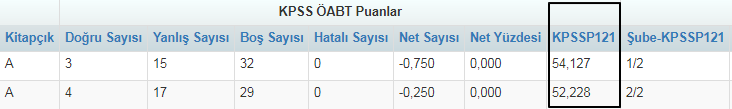 KPSS ÖABT Puanlar
Kitapçık Doğru Sayısı Yanlış Sayısı Boş Sayısı Hatalı Sayısı Net Sayısı Net Yüzdesi KPSSP121 Şube-KPSSP121
A 3 15 32 0 -0,750 0,000 54,127 1/2
A 4 17 29 0 -0,250 0,000 52,228 2/2